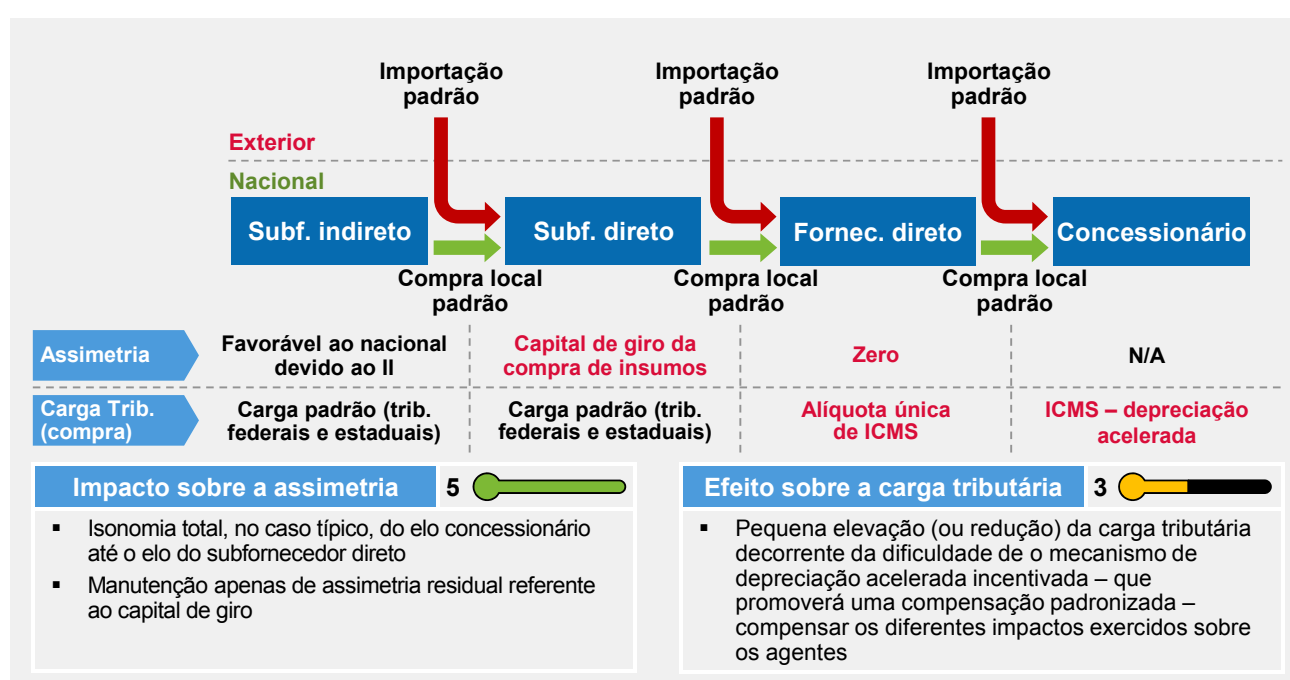 Importação
padrão
Importação
padrão
Importação
padrão
Exterior
Nacional
Subf. indireto
Subf. direto
Fornec. direto
Concessionário
Compra local
padrão
Compra local
padrão
Compra local
padrão
Assimetria
Favorável ao nacional
devido ao II
Capital de giro da
compra de insumos
Zero
N/A
Carga Trib.
(compra)
Carga padrão (trib.
federais e estaduais)
Carga padrão (trib.
federais e estaduais)
Alíquota única
de ICMS
ICMS – depreciação
acelerada
Impacto sobre a assimetria
5
▪ Isonomia total, no caso típico, do elo concessionário
até o elo do subfornecedor direto
▪ Manutenção apenas de assimetria residual referente
ao capital de giro
Efeito sobre a carga tributária
3
▪ Pequena elevação (ou redução) da carga tributária
decorrente da dificuldade de o mecanismo de
depreciação acelerada incentivada – que
promoverá uma compensação padronizada –
compensar os diferentes impactos exercidos sobre
os agentes